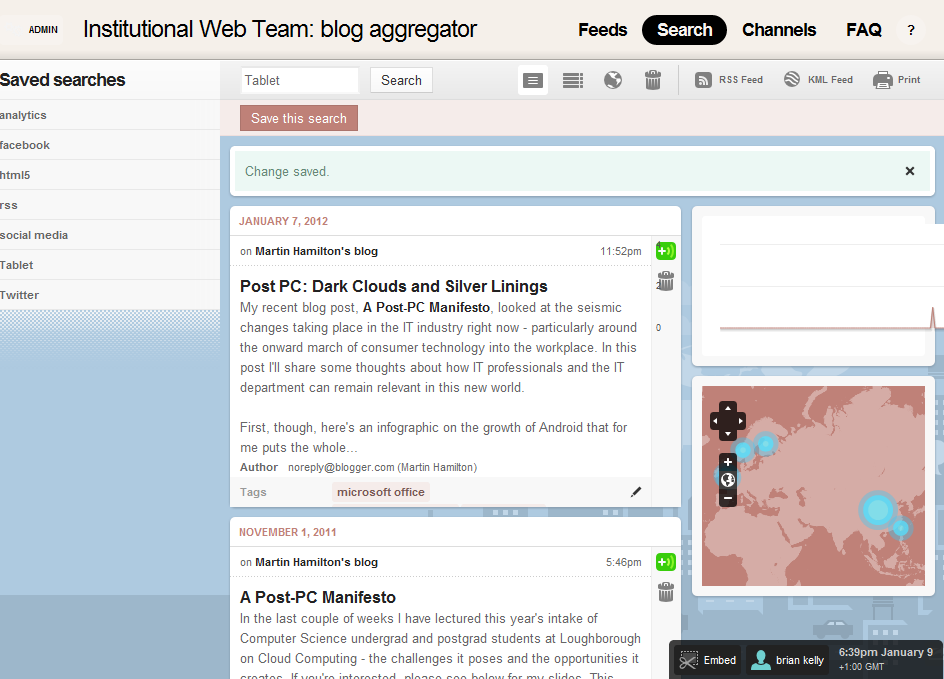 ADMIN
Institutional Web Team: blog aggregator
Feeds
Search
Channels
FAQ
?
Saved searches
analytics
facebook
html5
rss
social media
Tablet
Twitter
Tablet
Search
RSS Feed
KML Feed
Print
Save this search
Change saved.
JANUARY 7, 2012
on Martin Hamilton's blog
11:52pm
Post PC: Dark Clouds and Silver Linings
My recent blog post, A Post-PC Manifesto, looked at the seismic
changes taking place in the IT industry right now - particularly around
the onward march of consumer technology into the workplace. In this
post I'll share some thoughts about how IT professionals and the IT
department can remain relevant in this new world.
First, though, here's an infographic on the growth of Android that for
me puts the whole...
Author noreply@blogger.com (Martin Hamilton)
Tags
microsoft office
0
NOVEMBER 1, 2011
on Martin Hamilton's blog
5:46pm
A Post-PC Manifesto
In the last couple of weeks I have lectured this year's intake of
Computer Science undergrad and postgrad students at Loughborough
on Cloud Computing - the challenges it poses and the opportunities it
creates. If you're interested, please see below for my slides. This
Embed
brian kelly
6:39pm January 9
+1:00 GMT